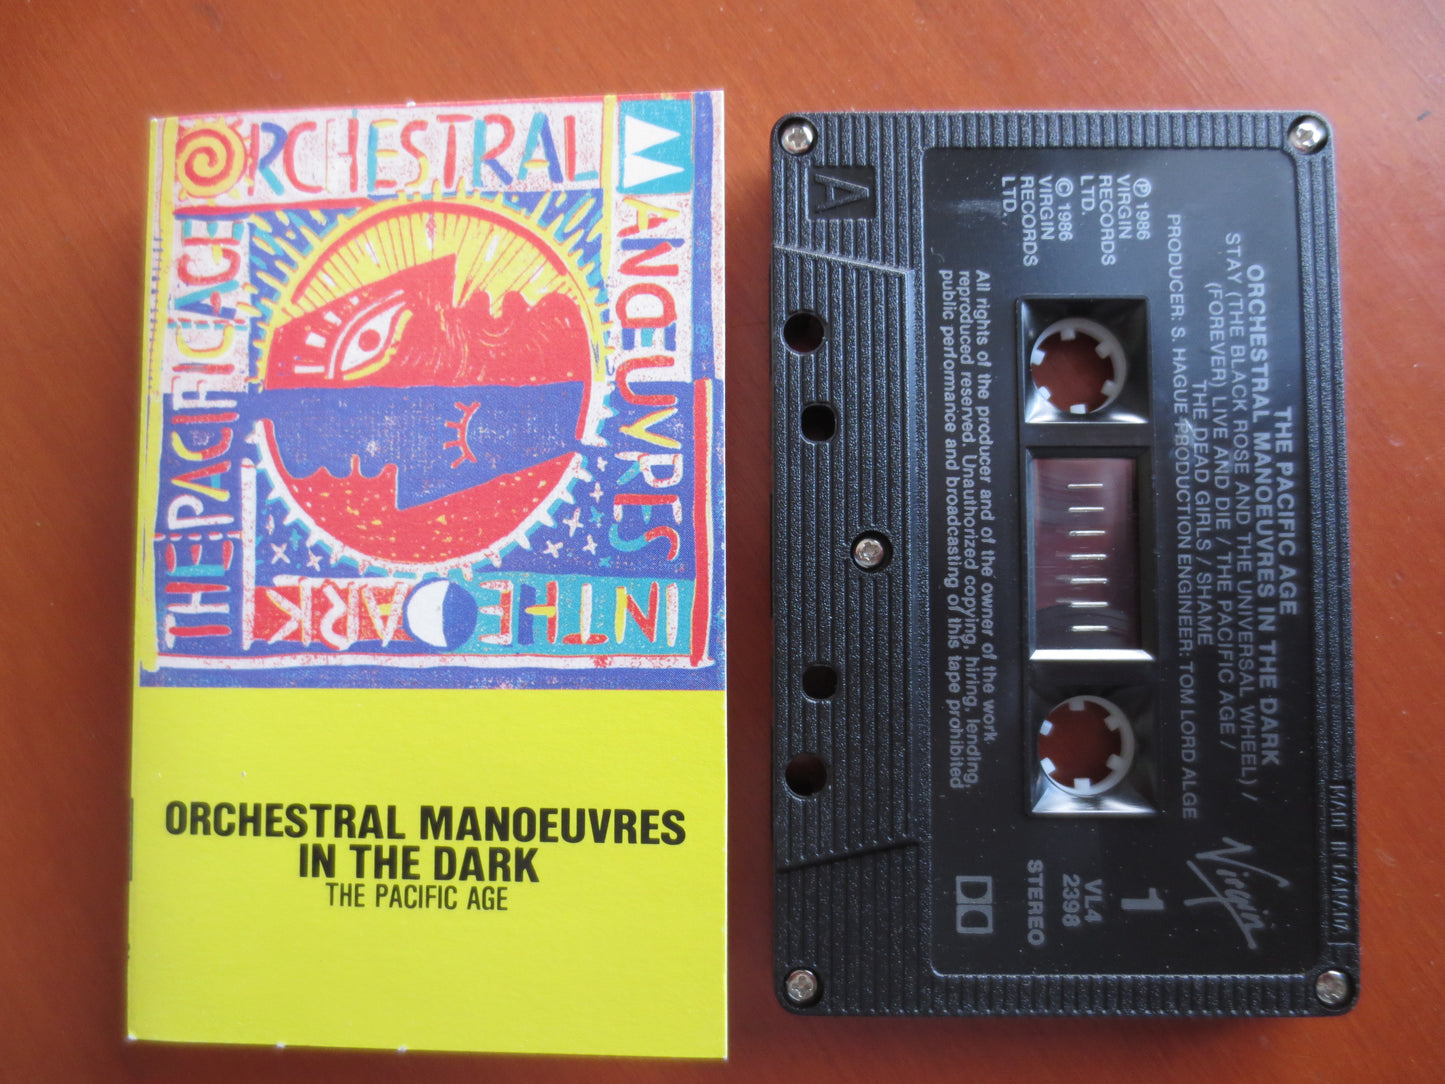 ORCHESTRAL
MANŒUVRES
IN THE
DARK
THE PACIFIC AGE
ORCHESTRAL MANOEUVRES
IN THE DARK
THE PACIFIC AGE
A
THE PACIFIC AGE
ORCHESTRAL MANOEUVRES IN THE DARK
STAY (THE BLACK ROSE AND THE UNIVERSAL WHEEL) /
(FOREVER) LIVE AND DIE / THE PACIFIC AGE /
THE DEAD GIRLS / SHAME
PRODUCER: S. HAGUE PRODUCTION ENGINEER: TOM LORD ALGE
℗ 1986
VIRGIN
RECORDS
LTD.
© 1986
VIRGIN
RECORDS
LTD.
Virgin
1
VL4
2398
STEREO
All rights of the producer and of the owner of the work
reproduced reserved. Unauthorized copying, hiring, lending,
public performance and broadcasting of this tape prohibited
MADE IN CANADA